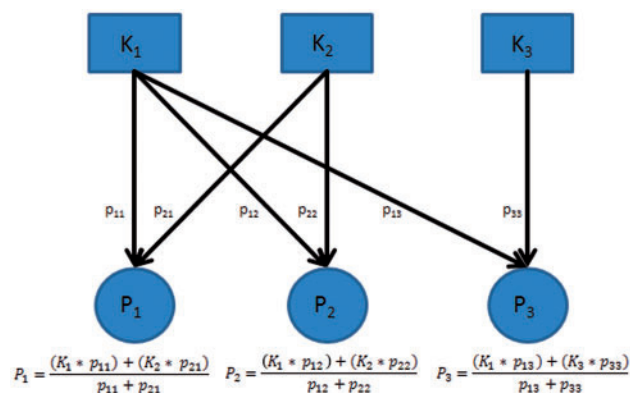 K₁ K₂ K₃
p₁₁ p₂₁ p₁₂ p₂₂ p₁₃ p₃₃
P₁ P₂ P₃
P₁ = ((K₁ * p₁₁) + (K₂ * p₂₁)) / (p₁₁ + p₂₁) P₂ = ((K₁ * p₁₂) + (K₂ * p₂₂)) / (p₁₂ + p₂₂) P₃ = ((K₁ * p₁₃) + (K₃ * p₃₃)) / (p₁₃ + p₃₃)